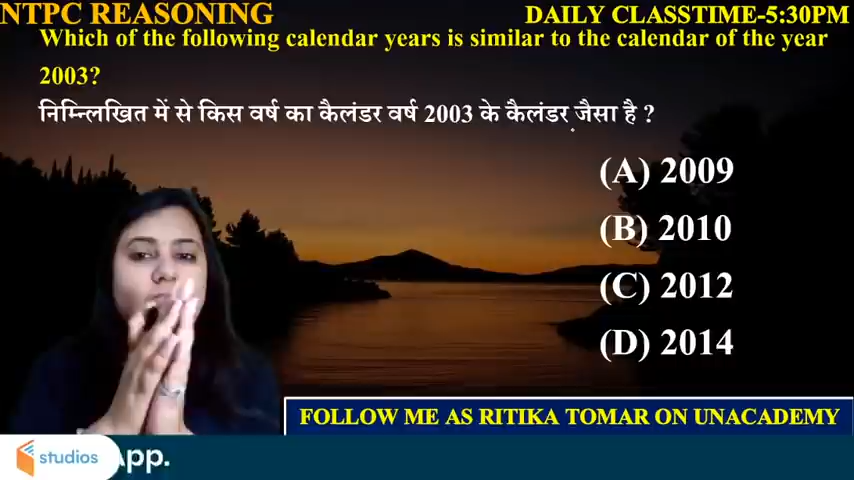 NTPC REASONING
DAILY CLASSTIME-5:30PM
Which of the following calendar years is similar to the calendar of the year
2003?
निम्न्लिखित में से किस वर्ष का कैलंडर वर्ष 2003 के कैलंडर जैसा है ?
(A) 2009
(B) 2010
(C) 2012
(D) 2014
FOLLOW ME AS RITIKA TOMAR ON UNACADEMY
studios
App.